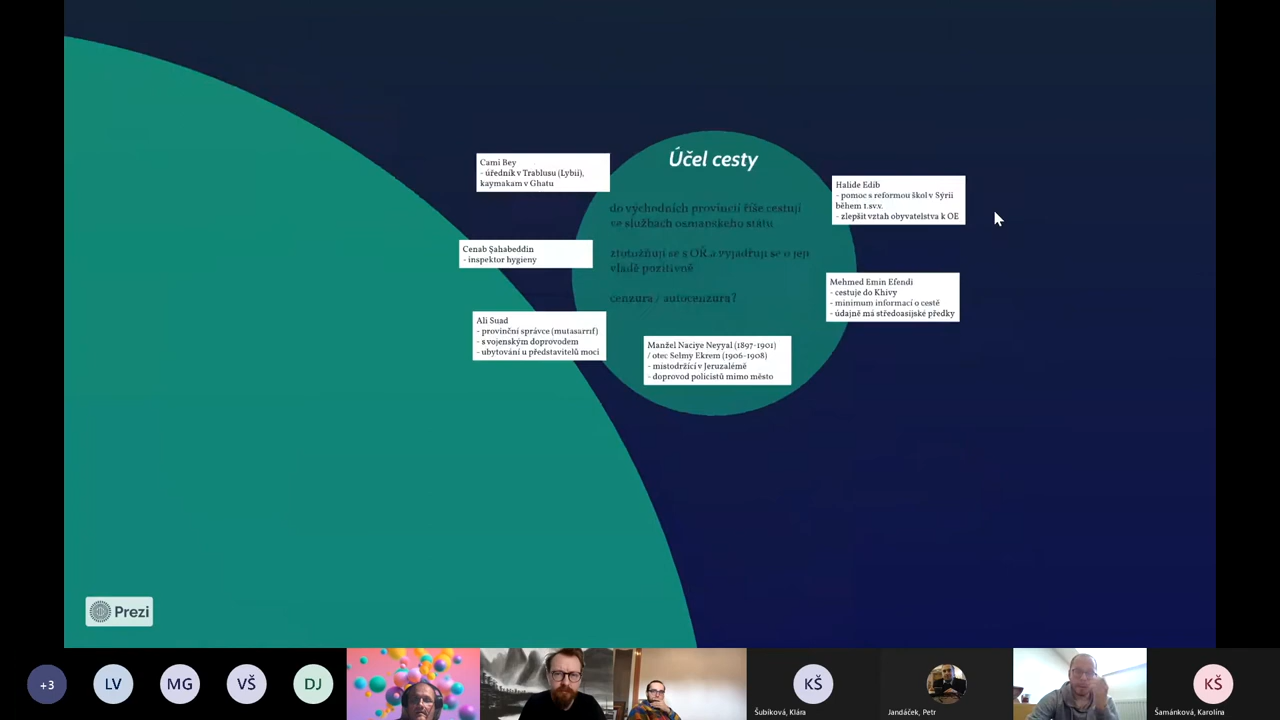 Účel cesty
Cami Bey
- úředník v Trablusu (Lybii),
kaymakam v Ghatu
Halide Edib
- pomoc s reformou škol v Sýrii
během 1.sv.v.
- zlepšit vztah obyvatelstva k OE
do východních provincií říše cestují
ve službách osmanského státu
ztotožňují se s OŘ a vyjadřují se o její
vládě pozitivně
cenzura / autocenzura?
Cenab Şahabeddin
- inspektor hygieny
Mehmed Emin Efendi
- cestuje do Khivy
- minimum informací o cestě
- údajně má středoasijské předky
Ali Suad
- provinční správce (mutasarrif)
- s vojenským doprovodem
- ubytování u představitelů moci
Manžel Naciye Neyyal (1897-1901)
/ otec Selmy Ekrem (1906-1908)
- místodržící v Jeruzalémě
- doprovod policistů mimo město
Prezi
+3
LV
MG
VŠ
DJ
KŠ
Šubíková, Klára
Jandáček, Petr
KŠ
Šamánková, Karolína